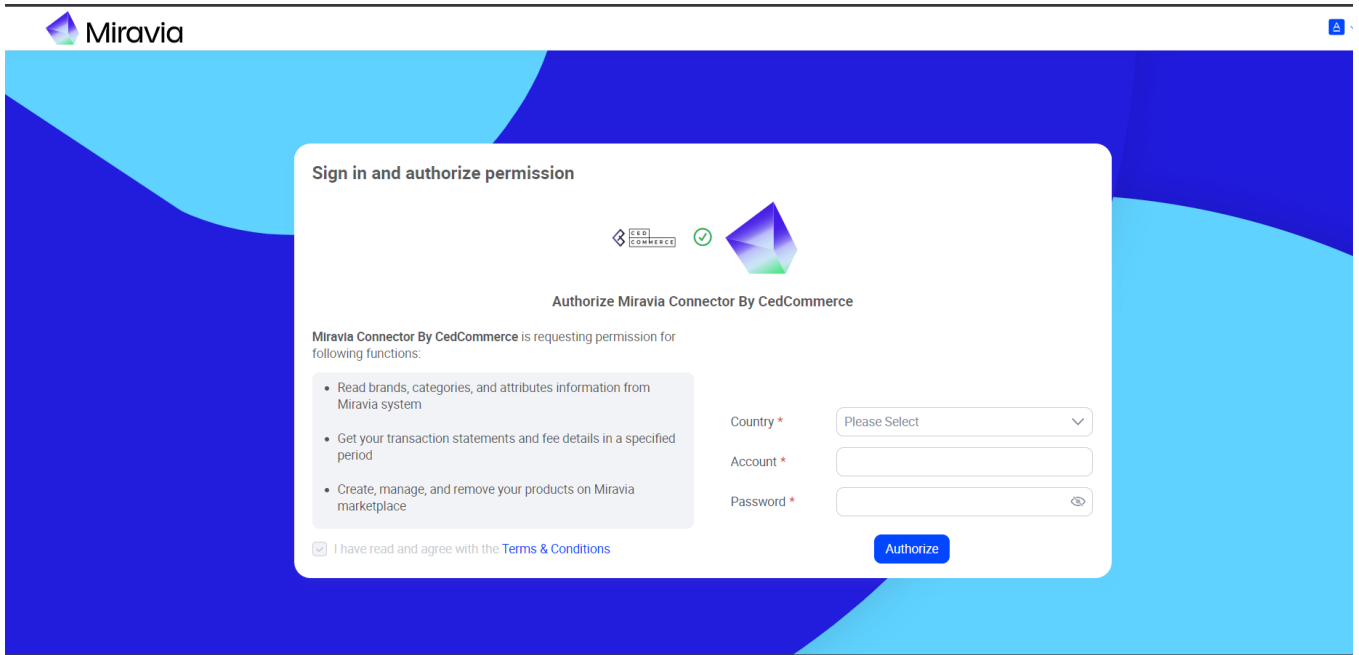 Miravia
A
Sign in and authorize permission
CED
COMMERCE
Authorize Miravia Connector By CedCommerce
Miravia Connector By CedCommerce is requesting permission for
following functions:
• Read brands, categories, and attributes information from
Miravia system
• Get your transaction statements and fee details in a specified
period
• Create, manage, and remove your products on Miravia
marketplace
Country *
Please Select
Account *
Password *
I have read and agree with the Terms & Conditions
Authorize